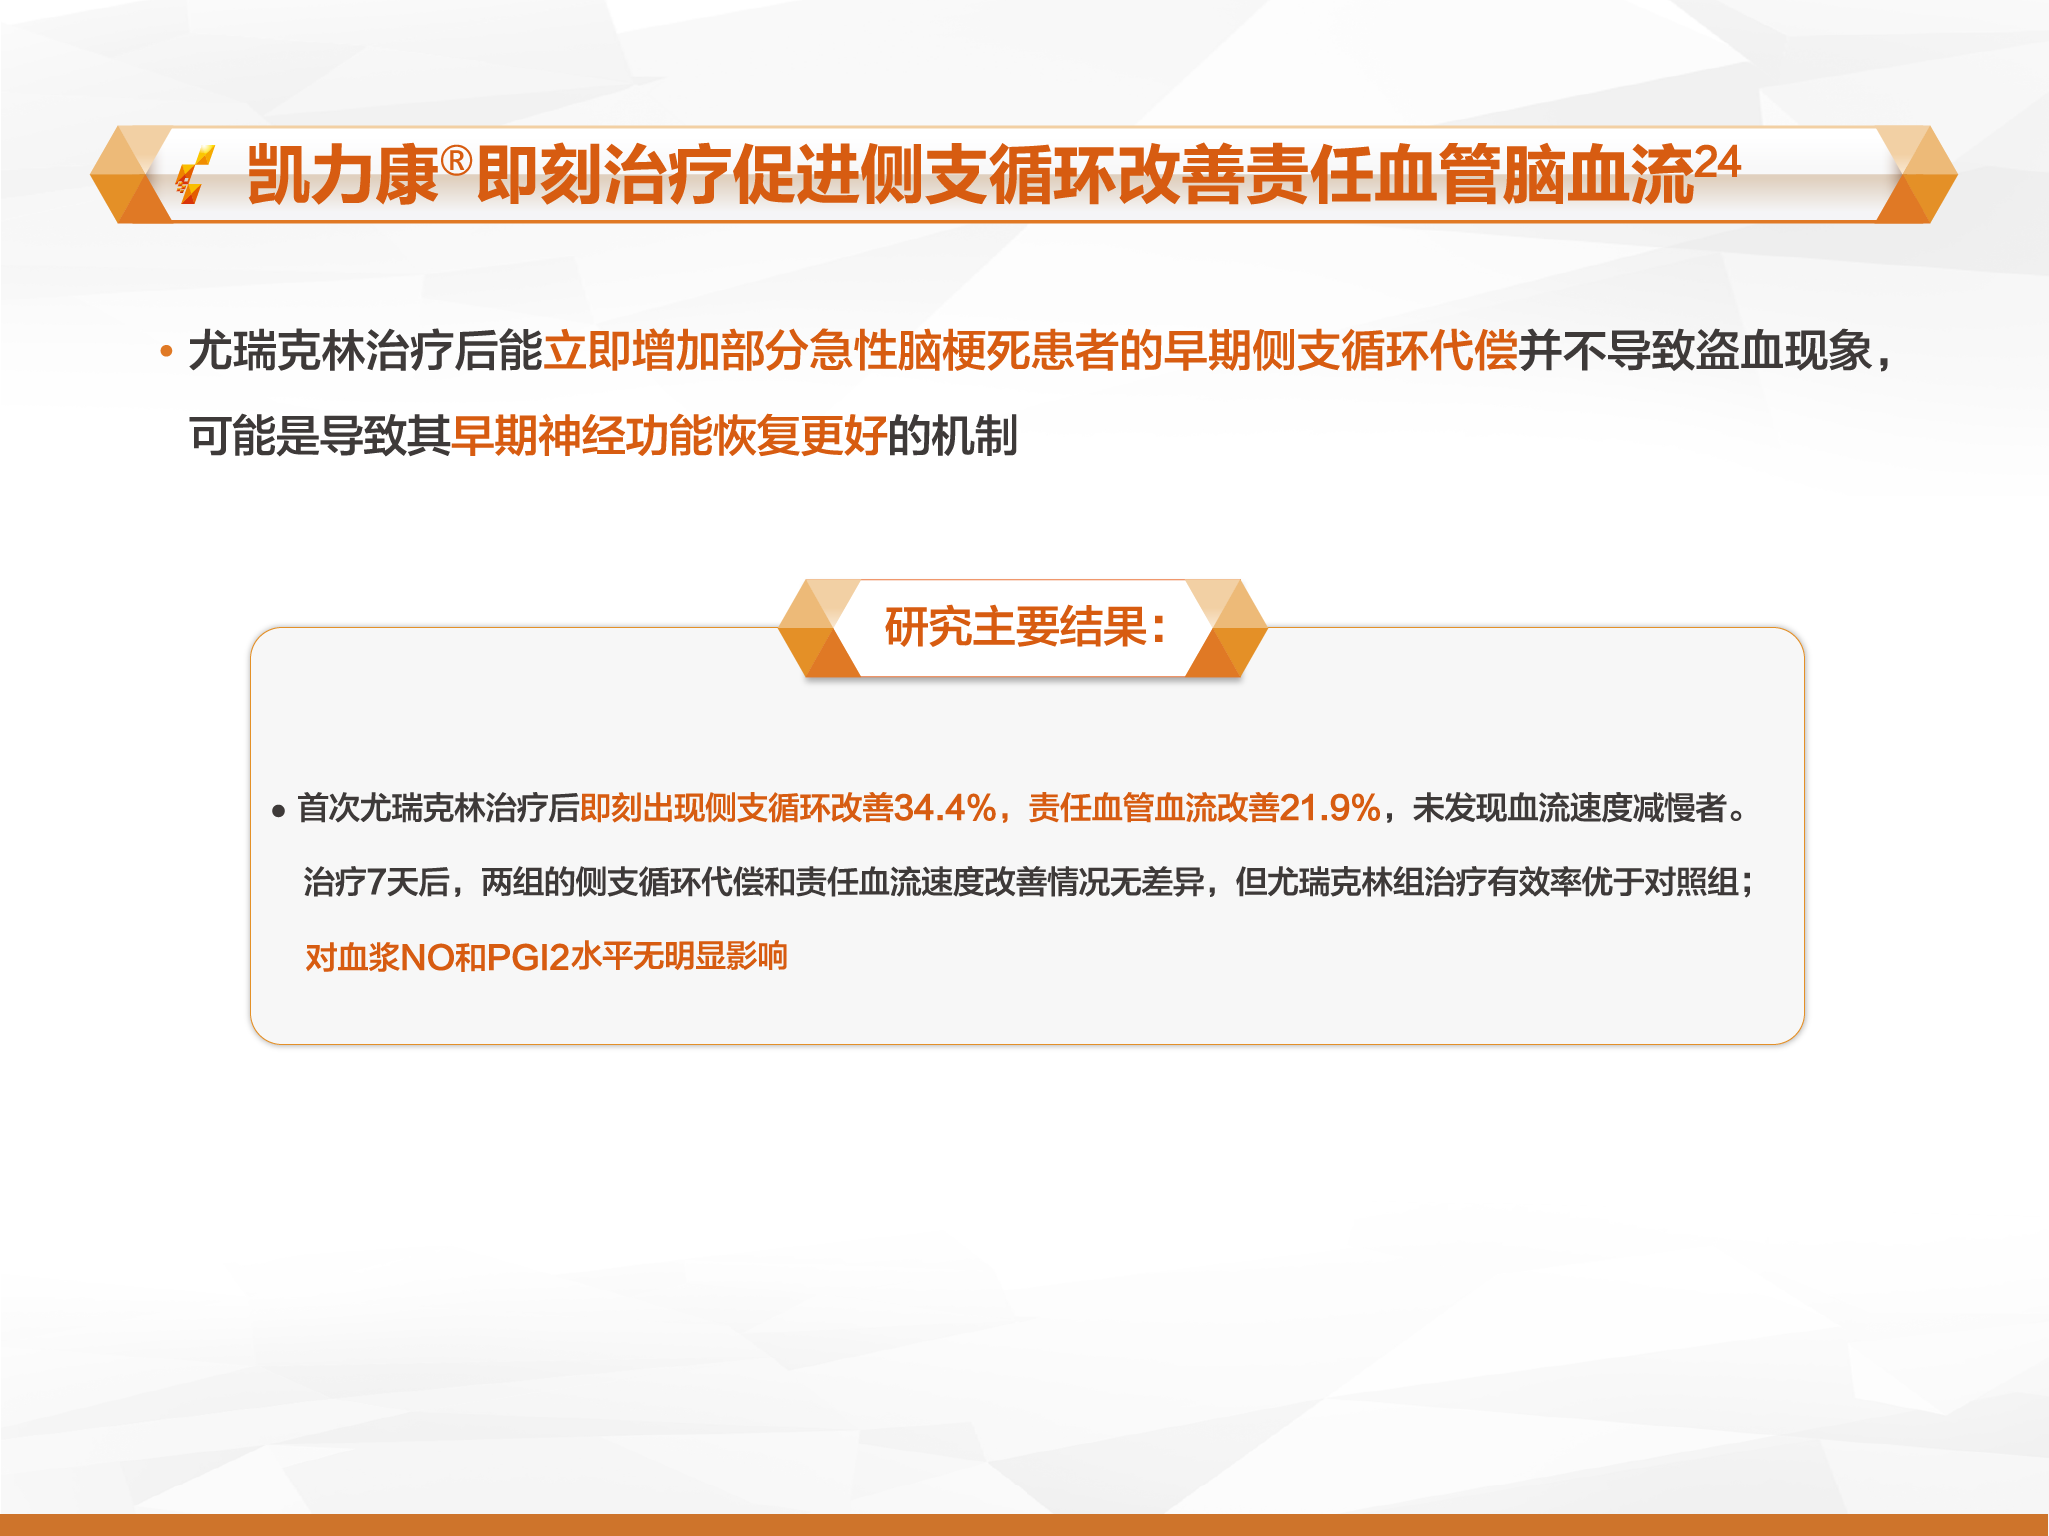 凯力康®即刻治疗促进侧支循环改善责任血管脑血流24
• 尤瑞克林治疗后能立即增加部分急性脑梗死患者的早期侧支循环代偿并不导致盗血现象，
可能是导致其早期神经功能恢复更好的机制
研究主要结果：
● 首次尤瑞克林治疗后即刻出现侧支循环改善34.4%，责任血管血流改善21.9%，未发现血流速度减慢者。
治疗7天后，两组的侧支循环代偿和责任血流速度改善情况无差异，但尤瑞克林组治疗有效率优于对照组；
对血浆NO和PGI2水平无明显影响